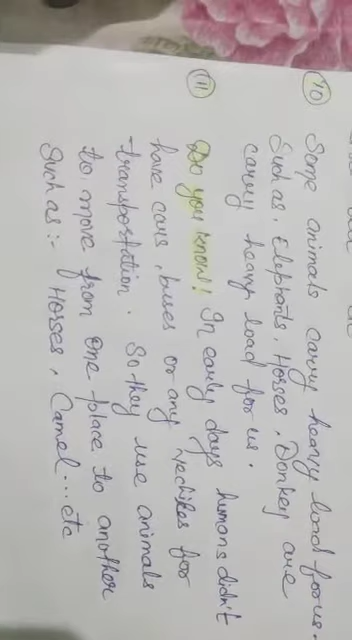 (10) Some animals carry heavy load for us
Such as, Elephants, Horses, Donkey are
carry heavy load for us.
(11) Do you know! In early days humans didn't
have cars, buses or any vechiles for
transportation. So they use animals
to move from one place to another
Such as:- Horses, Camel... etc